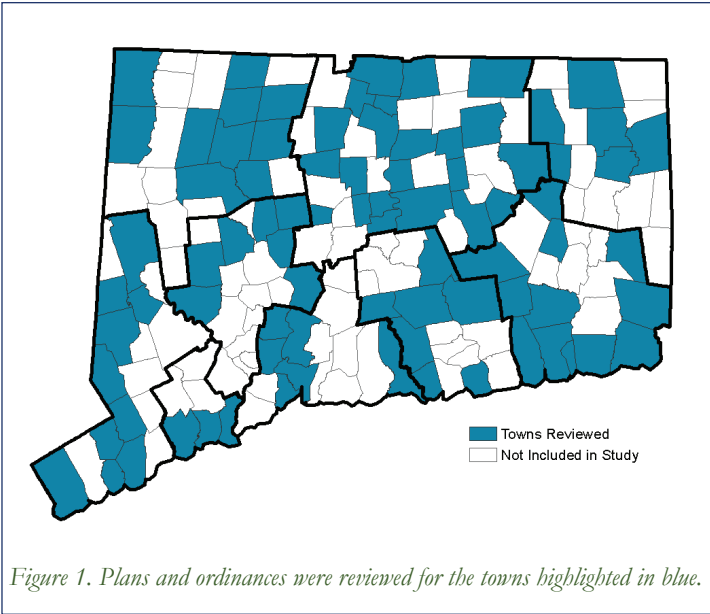 Towns Reviewed
Not Included in Study
Figure 1. Plans and ordinances were reviewed for the towns highlighted in blue.